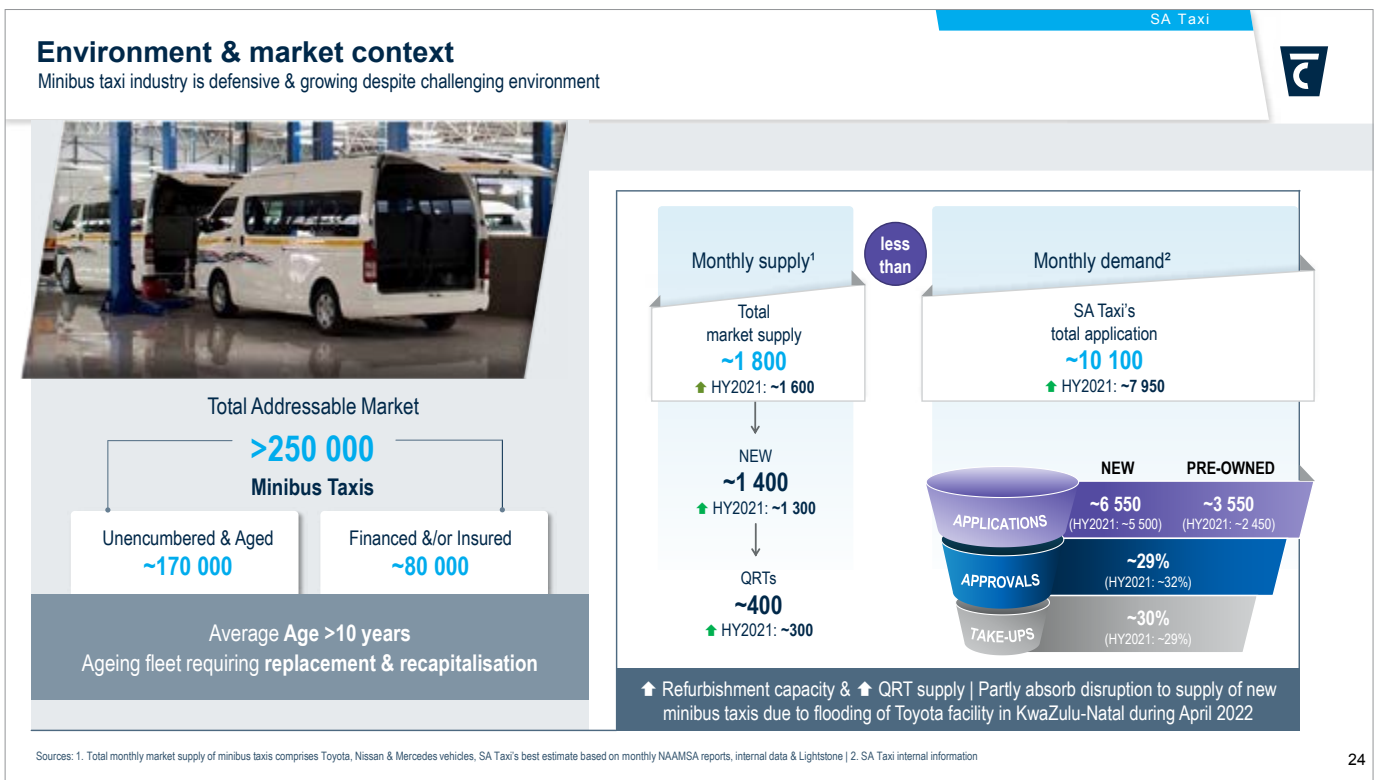 SA Taxi
Environment & market context
Minibus taxi industry is defensive & growing despite challenging environment
Total Addressable Market
>250 000
Minibus Taxis
Unencumbered & Aged
~170 000
Financed &/or Insured
~80 000
Average Age >10 years
Ageing fleet requiring replacement & recapitalisation
Monthly supply¹
less
than
Monthly demand²
Total
market supply
~1 800
HY2021: ~1 600
NEW
~1 400
HY2021: ~1 300
QRTs
~400
HY2021: ~300
SA Taxi's
total application
~10 100
HY2021: ~7 950
NEW PRE-OWNED
APPLICATIONS
~6 550
(HY2021: ~5 500)
~3 550
(HY2021: ~2 450)
APPROVALS
~29%
(HY2021: ~32%)
TAKE-UPS
~30%
(HY2021: ~29%)
Refurbishment capacity & QRT supply | Partly absorb disruption to supply of new
minibus taxis due to flooding of Toyota facility in KwaZulu-Natal during April 2022
Sources: 1. Total monthly market supply of minibus taxis comprises Toyota, Nissan & Mercedes vehicles, SA Taxi's best estimate based on monthly NAAMSA reports, internal data & Lightstone | 2. SA Taxi internal information
24